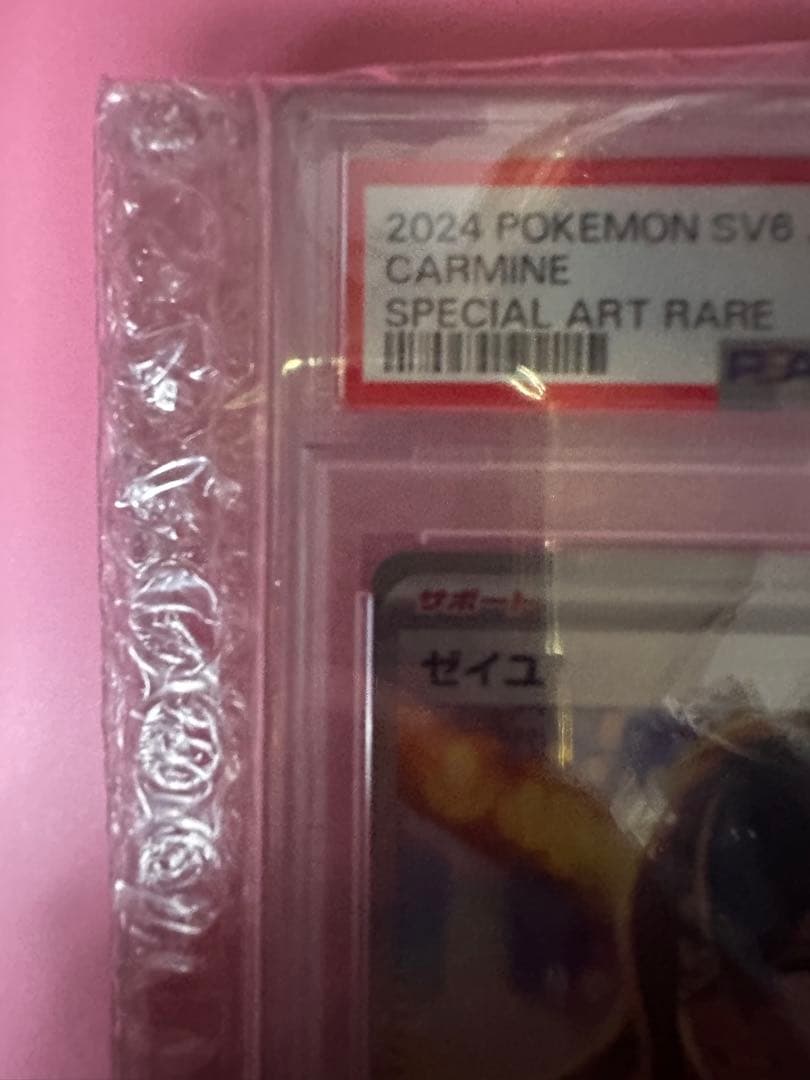 2024 POKEMON SV6
CARMINE
SPECIAL ART RARE
サポート
ゼイユ